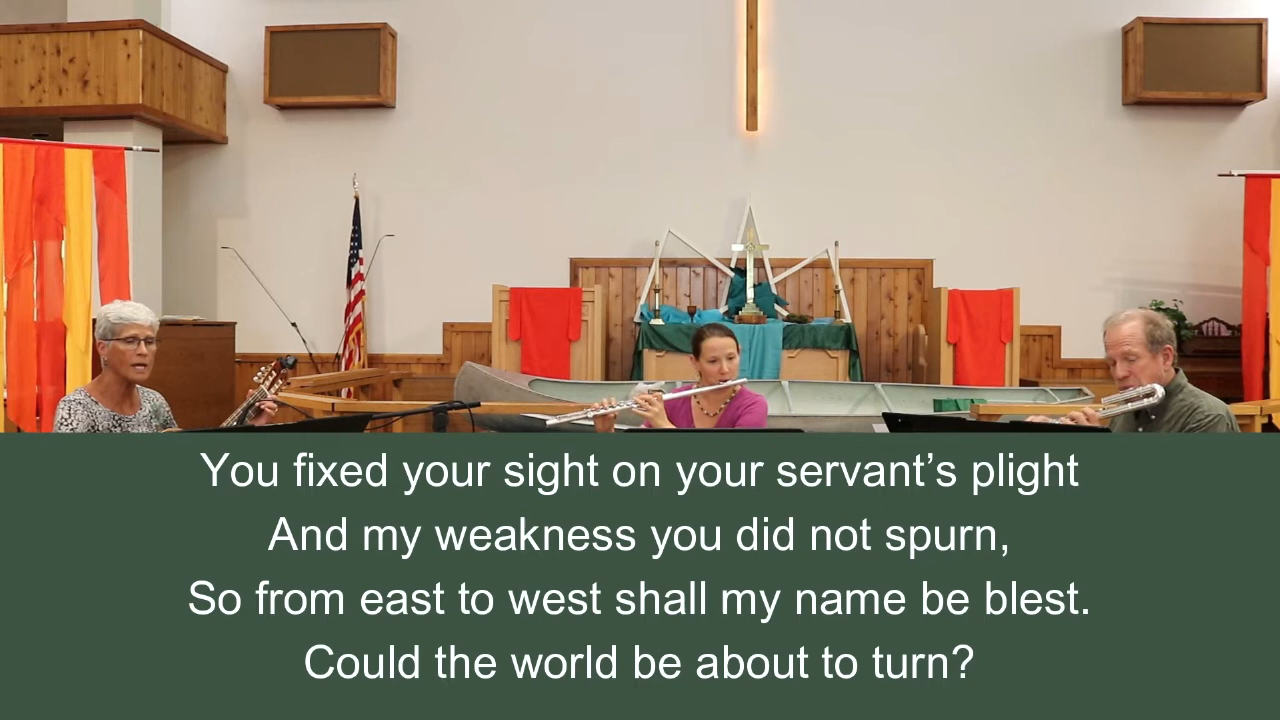 You fixed your sight on your servant’s plight
And my weakness you did not spurn,
So from east to west shall my name be blest.
Could the world be about to turn?